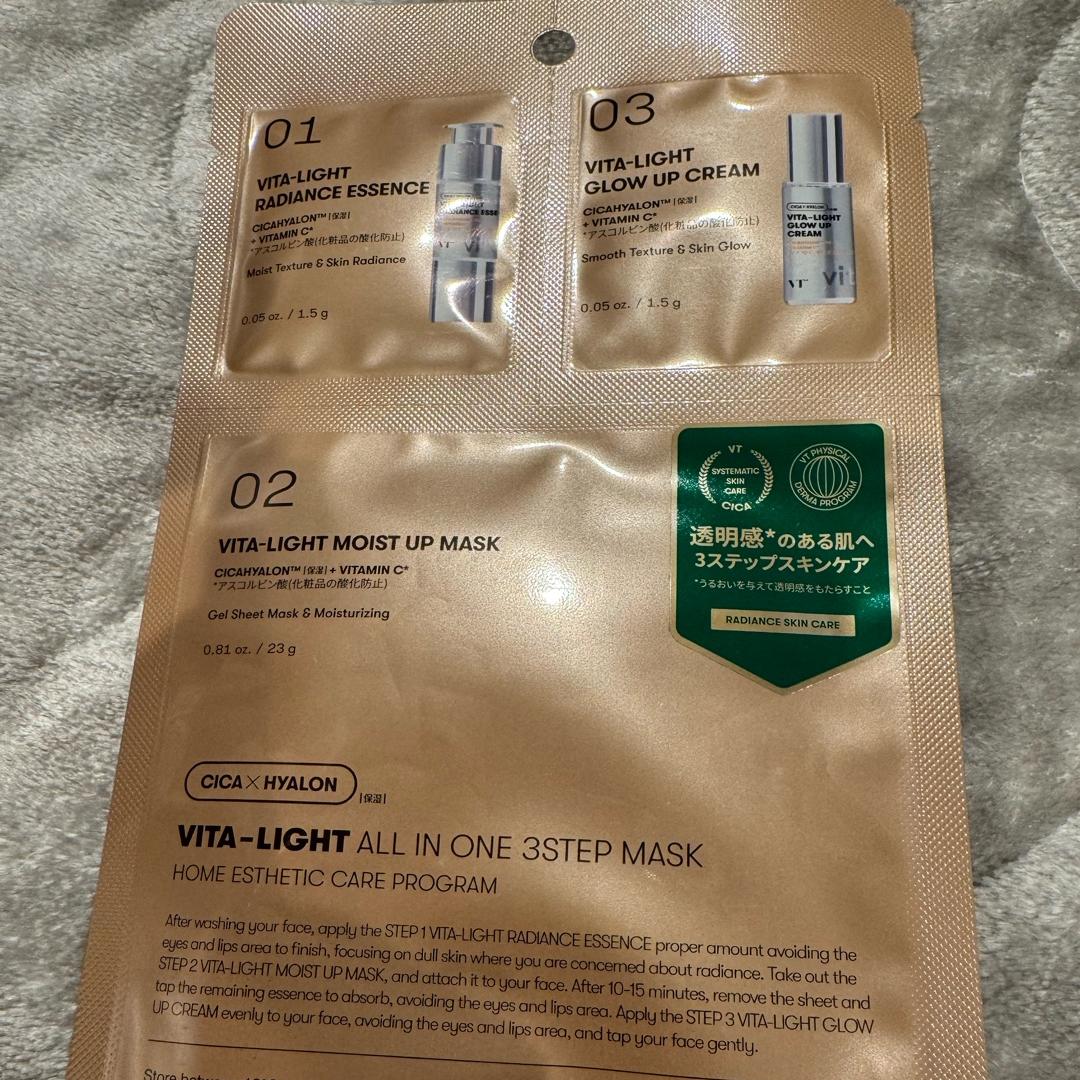 01
VITA-LIGHT
RADIANCE ESSENCE
CICAHYALON™ |保湿|
+ VITAMIN C*
*アスコルビン酸(化粧品の酸化防止)
Moist Texture & Skin Radiance
0.05 oz. / 1.5 g
RADIANCE ESSE
VT
03
VITA-LIGHT
GLOW UP CREAM
CICAHYALON™ |保湿|
+ VITAMIN C*
*アスコルビン酸(化粧品の酸化防止)
Smooth Texture & Skin Glow
0.05 oz. / 1.5 g
CICA×HYALON
VITA-LIGHT
GLOW UP
CREAM
VT
vi
02
VITA-LIGHT MOIST UP MASK
CICAHYALON™ |保湿| + VITAMIN C*
*アスコルビン酸(化粧品の酸化防止)
Gel Sheet Mask & Moisturizing
0.81 oz. / 23 g
VT
SYSTEMATIC
SKIN
CARE
CICA
VT PHYSICAL
DERMA PROGRAM
透明感*のある肌へ
3ステップスキンケア
*うるおいを与えて透明感をもたらすこと
RADIANCE SKIN CARE
CICA×HYALON |保湿|
VITA-LIGHT ALL IN ONE 3STEP MASK
HOME ESTHETIC CARE PROGRAM
After washing your face, apply the STEP 1 VITA-LIGHT RADIANCE ESSENCE proper amount avoiding the
eyes and lips area to finish, focusing on dull skin where you are concerned about radiance. Take out the
STEP 2 VITA-LIGHT MOIST UP MASK, and attach it to your face. After 10-15 minutes, remove the sheet and
tap the remaining essence to absorb, avoiding the eyes and lips area. Apply the STEP 3 VITA-LIGHT GLOW
UP CREAM evenly to your face, avoiding the eyes and lips area, and tap your face gently.
Store